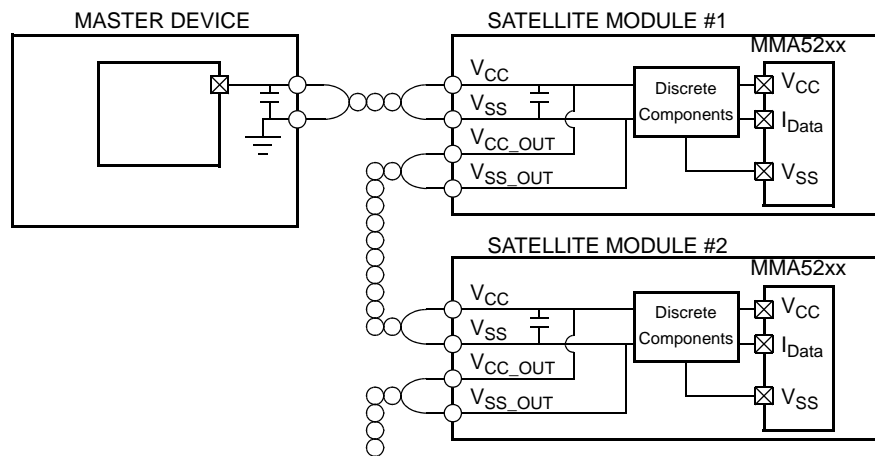 MASTER DEVICE
SATELLITE MODULE #1
MMA52xx
VCC
VSS
VCC_OUT
VSS_OUT
Discrete
Components
VCC
IData
VSS
SATELLITE MODULE #2
MMA52xx
VCC
VSS
VCC_OUT
VSS_OUT
Discrete
Components
VCC
IData
VSS